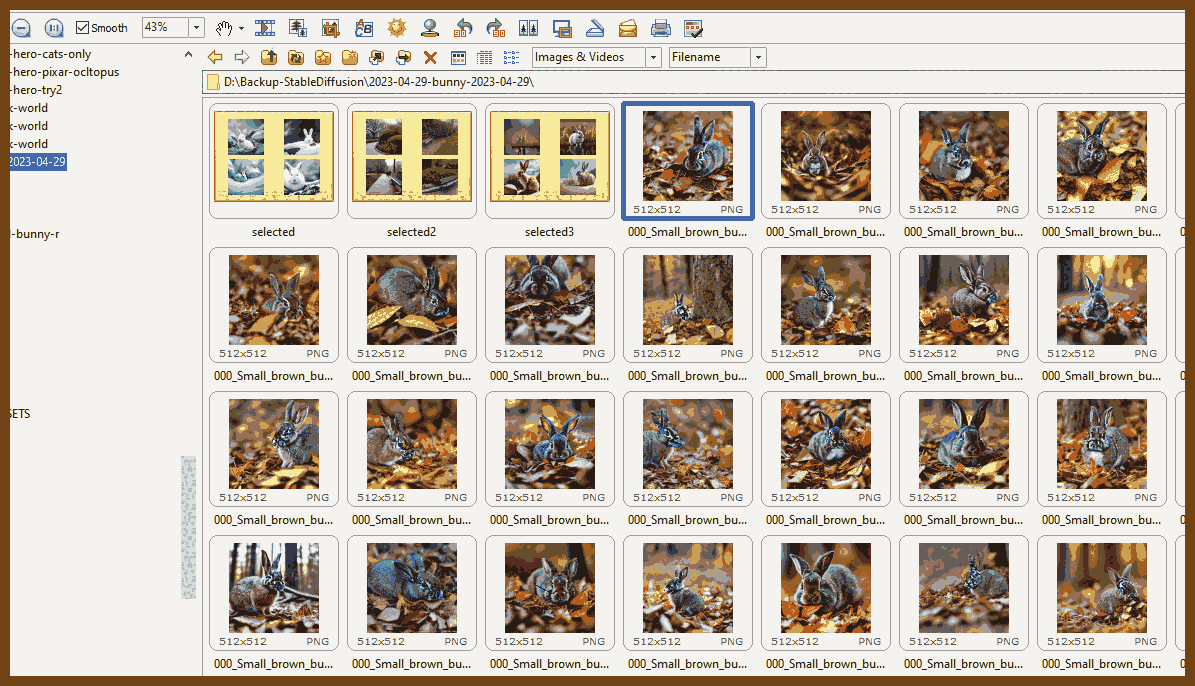 Smooth 43%
-hero-cats-only
-hero-pixar-ocltopus
-hero-try2
k-world
k-world
k-world
2023-04-29
l-bunny-r
SETS
Images & Videos Filename
D:\Backup-StableDiffusion\2023-04-29-bunny-2023-04-29\
512x512 PNG 512x512 PNG 512x512 PNG 512x512 PNG
selected selected2 selected3 000_Small_brown_bu... 000_Small_brown_bu... 000_Small_brown_bu... 000_Small_brown_bu...
512x512 PNG 512x512 PNG 512x512 PNG 512x512 PNG 512x512 PNG 512x512 PNG 512x512 PNG
000_Small_brown_bu... 000_Small_brown_bu... 000_Small_brown_bu... 000_Small_brown_bu... 000_Small_brown_bu... 000_Small_brown_bu... 000_Small_brown_bu...
512x512 PNG 512x512 PNG 512x512 PNG 512x512 PNG 512x512 PNG 512x512 PNG 512x512 PNG
000_Small_brown_bu... 000_Small_brown_bu... 000_Small_brown_bu... 000_Small_brown_bu... 000_Small_brown_bu... 000_Small_brown_bu... 000_Small_brown_bu...
512x512 PNG 512x512 PNG 512x512 PNG 512x512 PNG 512x512 PNG 512x512 PNG 512x512 PNG
000_Small_brown_bu... 000_Small_brown_bu... 000_Small_brown_bu... 000_Small_brown_bu... 000_Small_brown_bu... 000_Small_brown_bu... 000_Small_brown_bu...